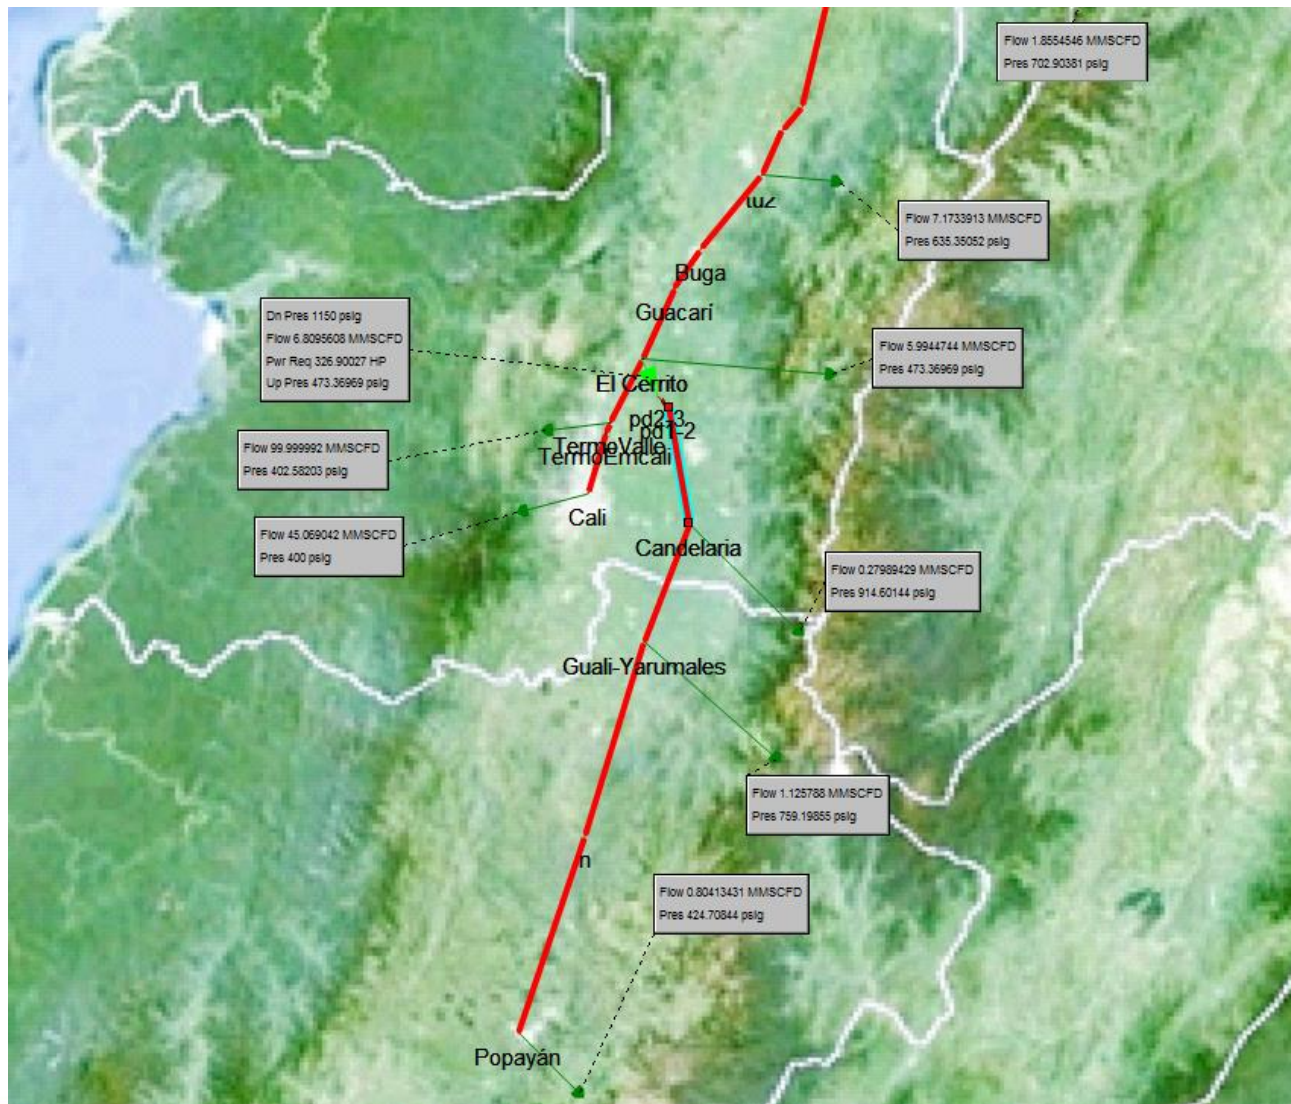 Flow 1.8554546 MMSCFD
Pres 702.90381 psig
Flow 7.1733913 MMSCFD
Pres 635.35052 psig
Buga
Guacarí
Dn Pres 1150 psig
Flow 6.8095608 MMSCFD
Pwr Req 326.90027 HP
Up Pres 473.36969 psig
Flow 5.9944744 MMSCFD
Pres 473.36969 psig
El Cerrito
pd2-3
pd1-2
Flow 99.999992 MMSCFD
Pres 402.58203 psig
TermoValle
TermoEmcali
Cali
Flow 45.069042 MMSCFD
Pres 400 psig
Candelaria
Flow 0.27989429 MMSCFD
Pres 914.60144 psig
Guali-Yarumales
Flow 1.125788 MMSCFD
Pres 759.19855 psig
n
Flow 0.80413431 MMSCFD
Pres 424.70844 psig
Popayán